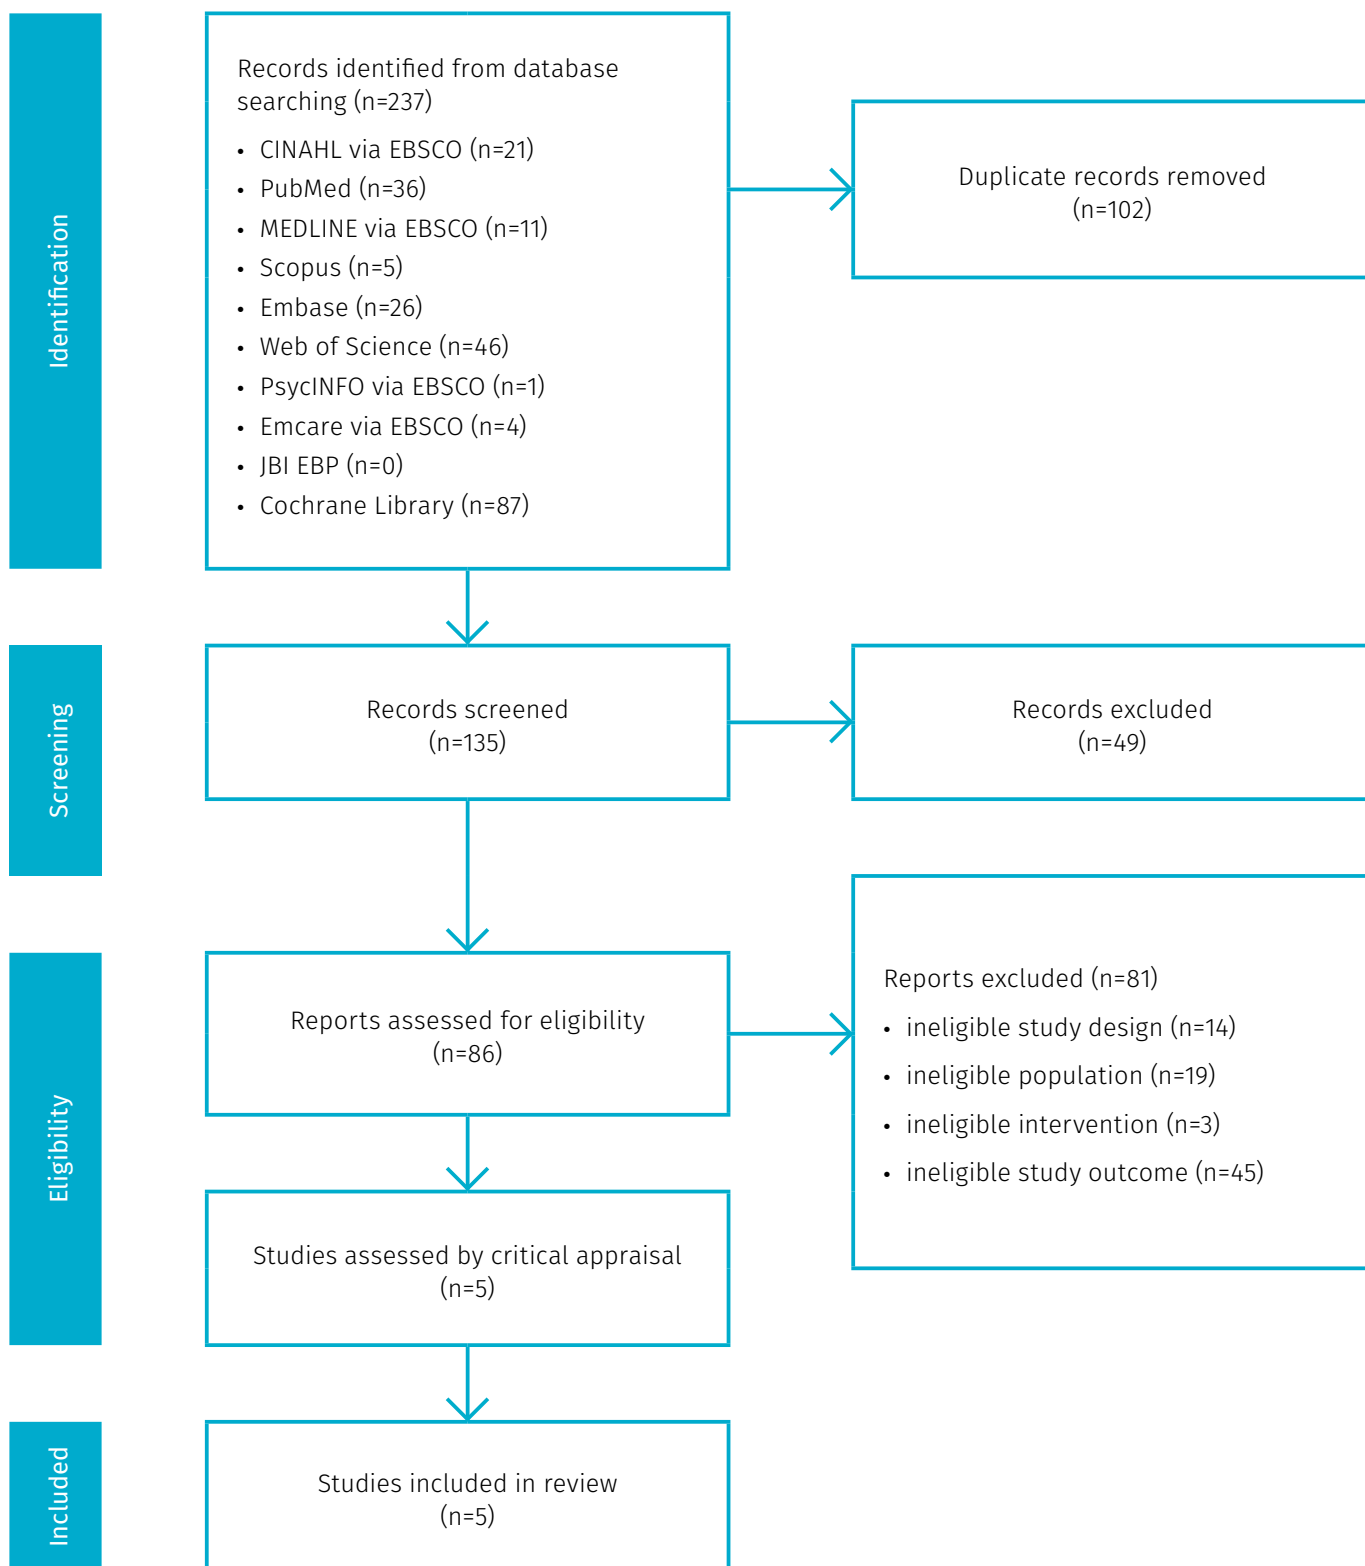 Identification
Records identified from database
searching (n=237)
• CINAHL via EBSCO (n=21)
• PubMed (n=36)
• MEDLINE via EBSCO (n=11)
• Scopus (n=5)
• Embase (n=26)
• Web of Science (n=46)
• PsycINFO via EBSCO (n=1)
• Emcare via EBSCO (n=4)
• JBI EBP (n=0)
• Cochrane Library (n=87)
Duplicate records removed
(n=102)
Screening
Records screened
(n=135)
Records excluded
(n=49)
Eligibility
Reports assessed for eligibility
(n=86)
Reports excluded (n=81)
• ineligible study design (n=14)
• ineligible population (n=19)
• ineligible intervention (n=3)
• ineligible study outcome (n=45)
Studies assessed by critical appraisal
(n=5)
Included
Studies included in review
(n=5)